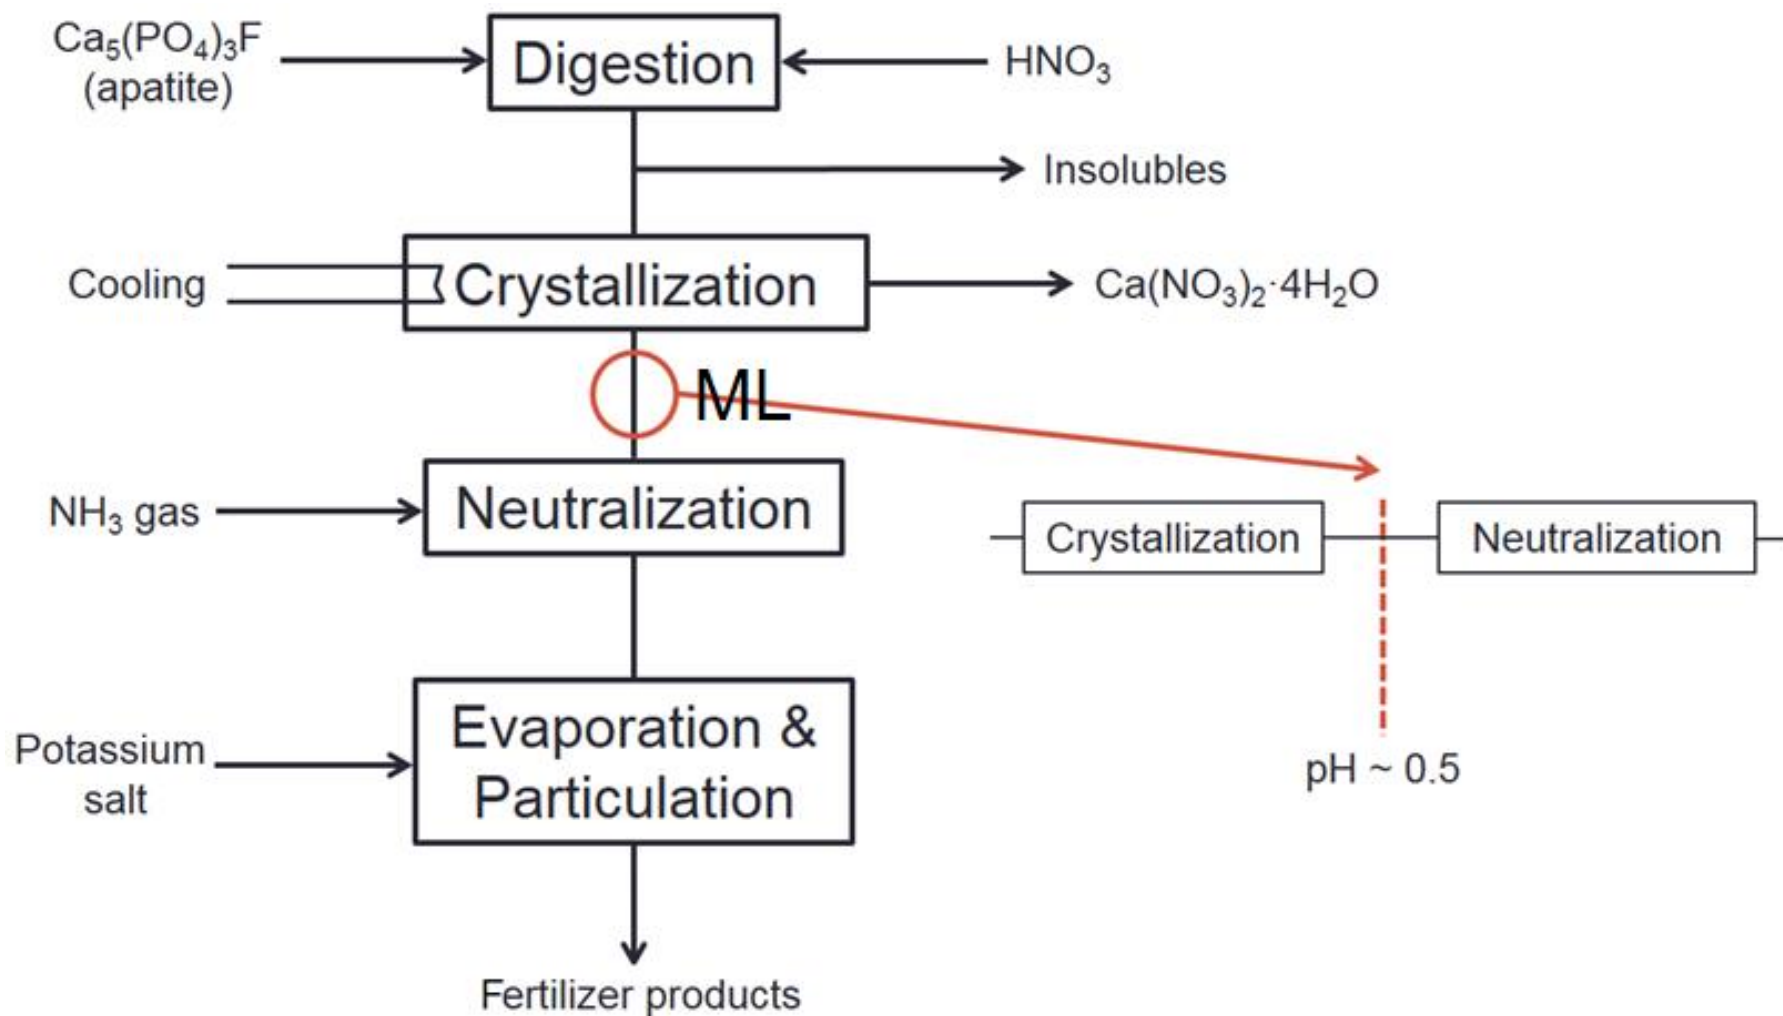 Ca₅(PO₄)₃F
(apatite)
Digestion
HNO₃
Insolubles
Cooling
Crystallization
Ca(NO₃)₂·4H₂O
ML
NH₃ gas
Neutralization
Crystallization
Neutralization
Potassium
salt
Evaporation &
Particulation
pH ~ 0.5
Fertilizer products